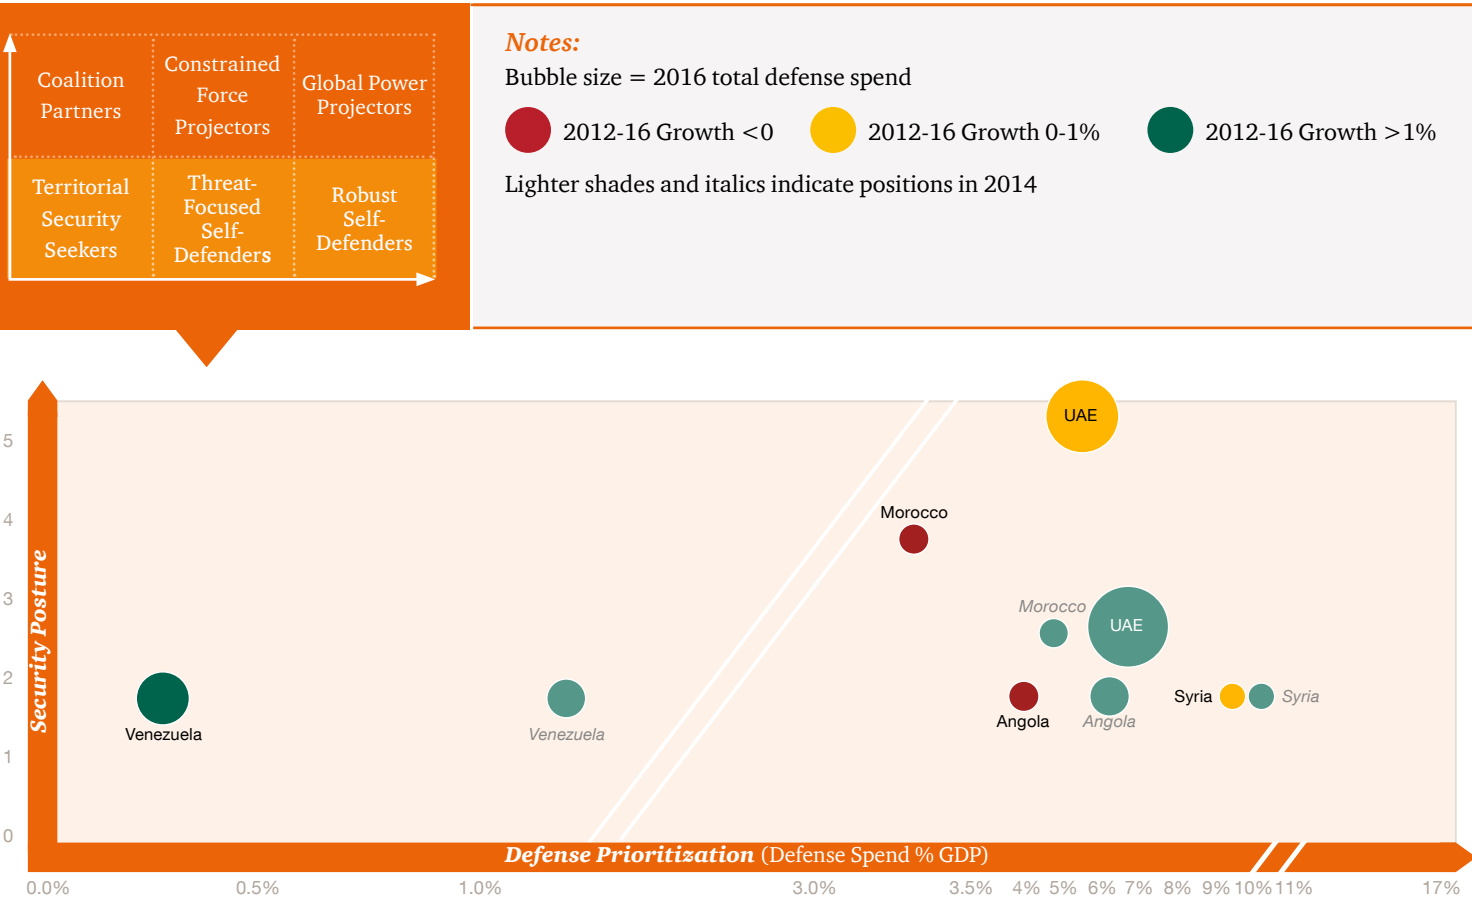 Coalition
Partners
Constrained
Force
Projectors
Global Power
Projectors
Territorial
Security
Seekers
Threat-
Focused
Self-
Defenders
Robust
Self-
Defenders
Notes:
Bubble size = 2016 total defense spend
2012-16 Growth <0
2012-16 Growth 0-1%
2012-16 Growth >1%
Lighter shades and italics indicate positions in 2014
Security Posture
5
4
3
2
1
0
UAE
Morocco
Morocco
UAE
Venezuela
Venezuela
Angola
Angola
Syria
Syria
Defense Prioritization (Defense Spend % GDP)
0.0% 0.5% 1.0% 3.0% 3.5% 4% 5% 6% 7% 8% 9% 10% 11% 17%